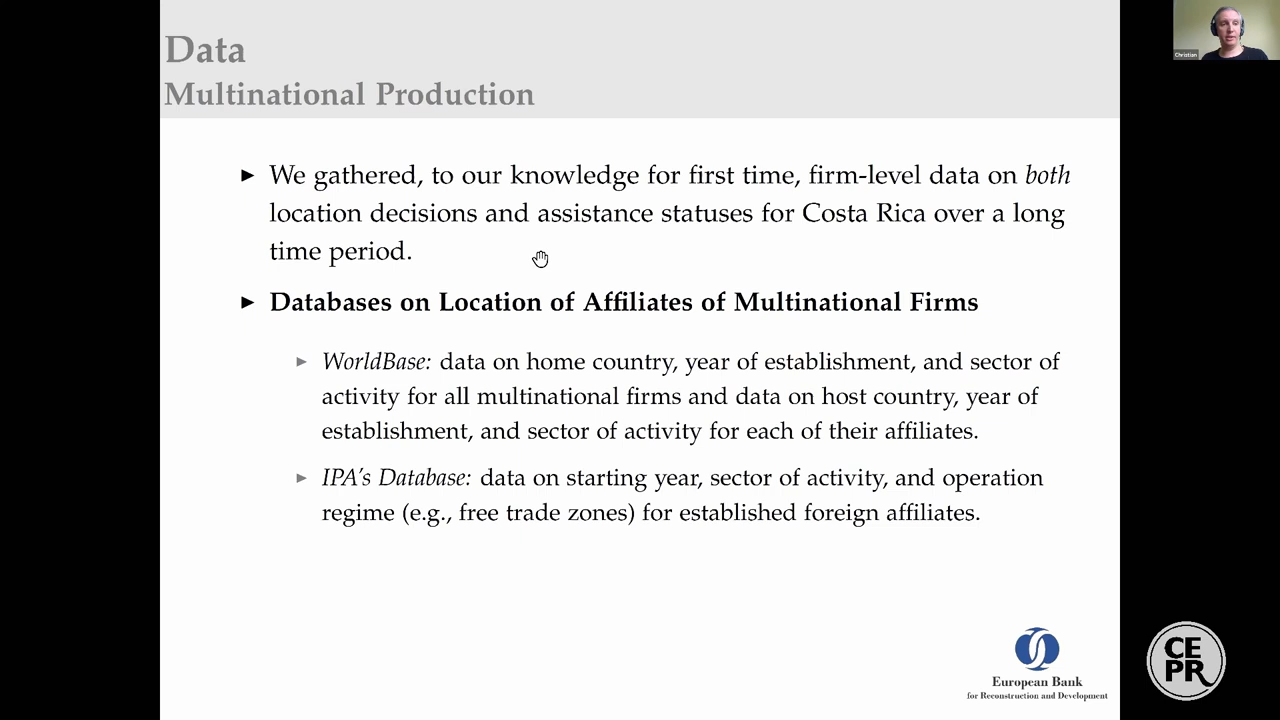 Data
Multinational Production
▶ We gathered, to our knowledge for first time, firm-level data on both
location decisions and assistance statuses for Costa Rica over a long
time period.
▶ Databases on Location of Affiliates of Multinational Firms
▶ WorldBase: data on home country, year of establishment, and sector of
activity for all multinational firms and data on host country, year of
establishment, and sector of activity for each of their affiliates.
▶ IPA's Database: data on starting year, sector of activity, and operation
regime (e.g., free trade zones) for established foreign affiliates.
European Bank
for Reconstruction and Development
CE
PR
Christian